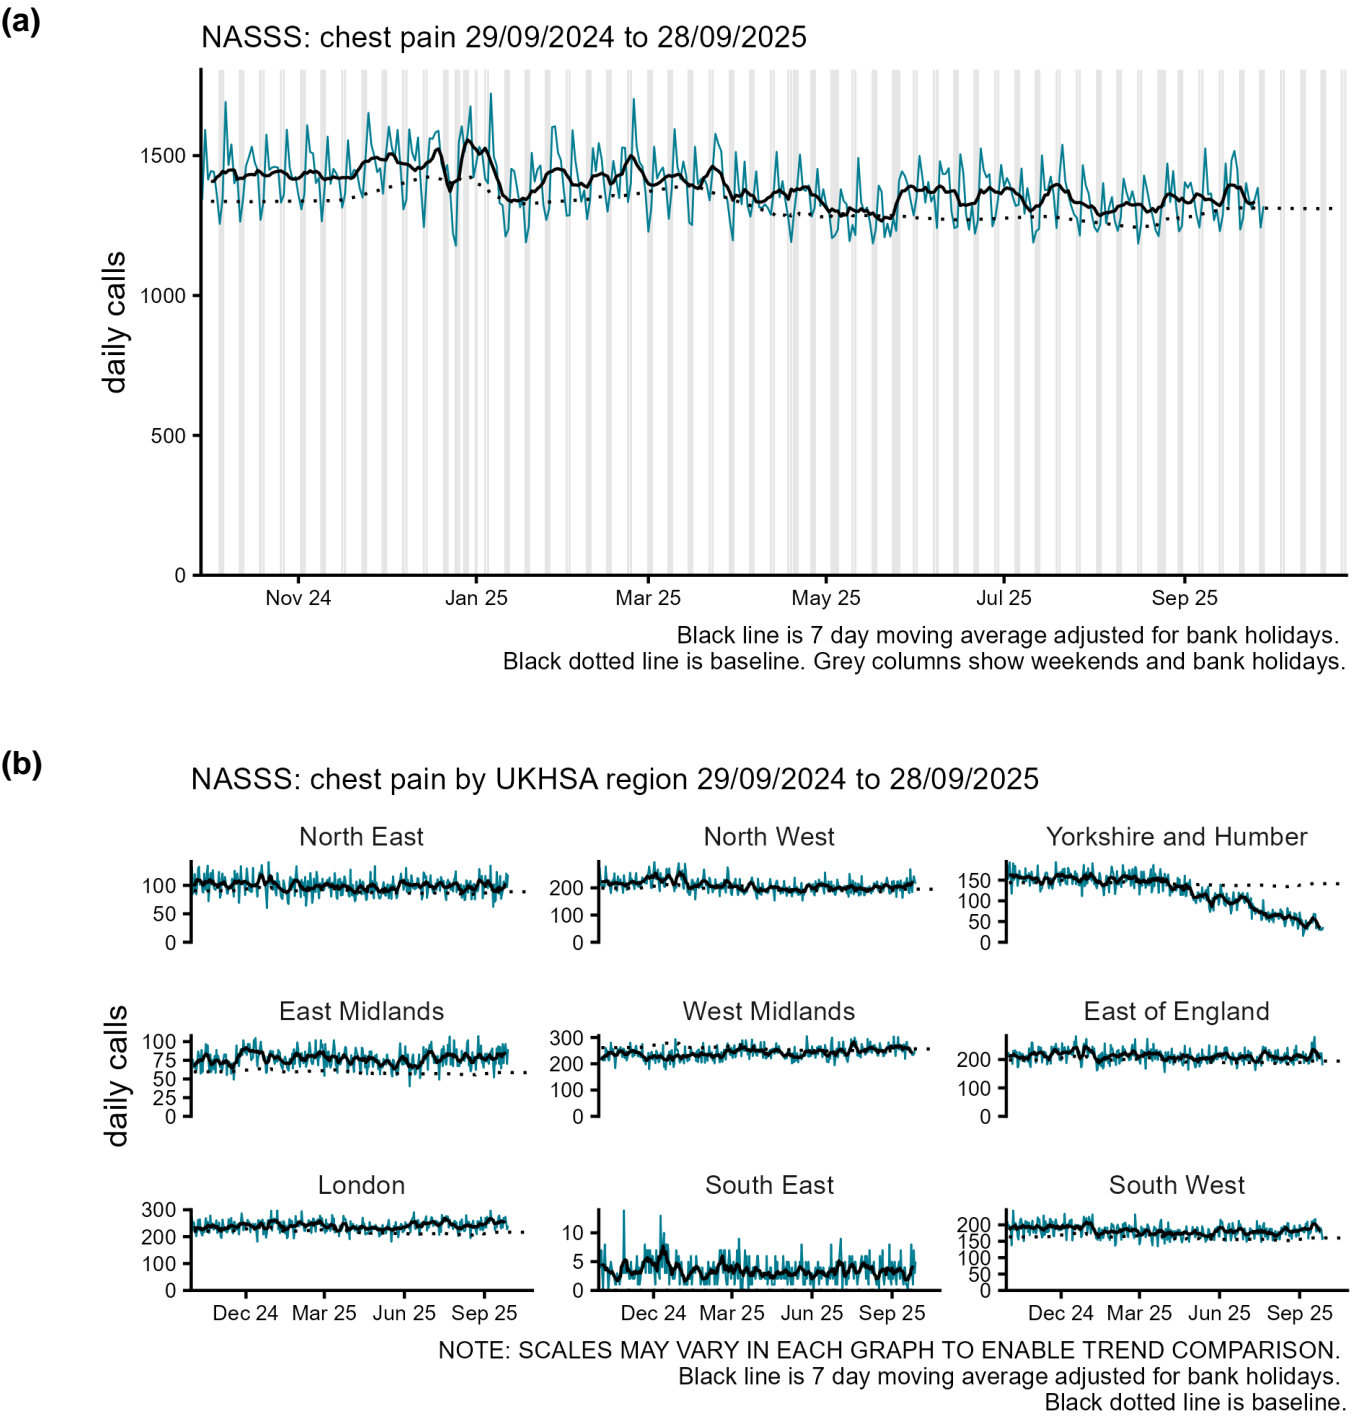 (a)
NASSS: chest pain 29/09/2024 to 28/09/2025
daily calls
1500
1000
500
0
Nov 24 Jan 25 Mar 25 May 25 Jul 25 Sep 25
Black line is 7 day moving average adjusted for bank holidays.
Black dotted line is baseline. Grey columns show weekends and bank holidays.
(b)
NASSS: chest pain by UKHSA region 29/09/2024 to 28/09/2025
daily calls
North East
100
50
0
North West
200
100
0
Yorkshire and Humber
150
100
50
0
East Midlands
100
75
50
25
0
West Midlands
300
200
100
0
East of England
200
100
0
London
300
200
100
0
South East
10
5
0
South West
200
150
100
50
0
Dec 24 Mar 25 Jun 25 Sep 25 Dec 24 Mar 25 Jun 25 Sep 25 Dec 24 Mar 25 Jun 25 Sep 25
NOTE: SCALES MAY VARY IN EACH GRAPH TO ENABLE TREND COMPARISON.
Black line is 7 day moving average adjusted for bank holidays.
Black dotted line is baseline.